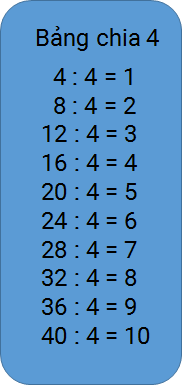 Bảng chia 4
4 : 4 = 1
8 : 4 = 2
12 : 4 = 3
16 : 4 = 4
20 : 4 = 5
24 : 4 = 6
28 : 4 = 7
32 : 4 = 8
36 : 4 = 9
40 : 4 = 10